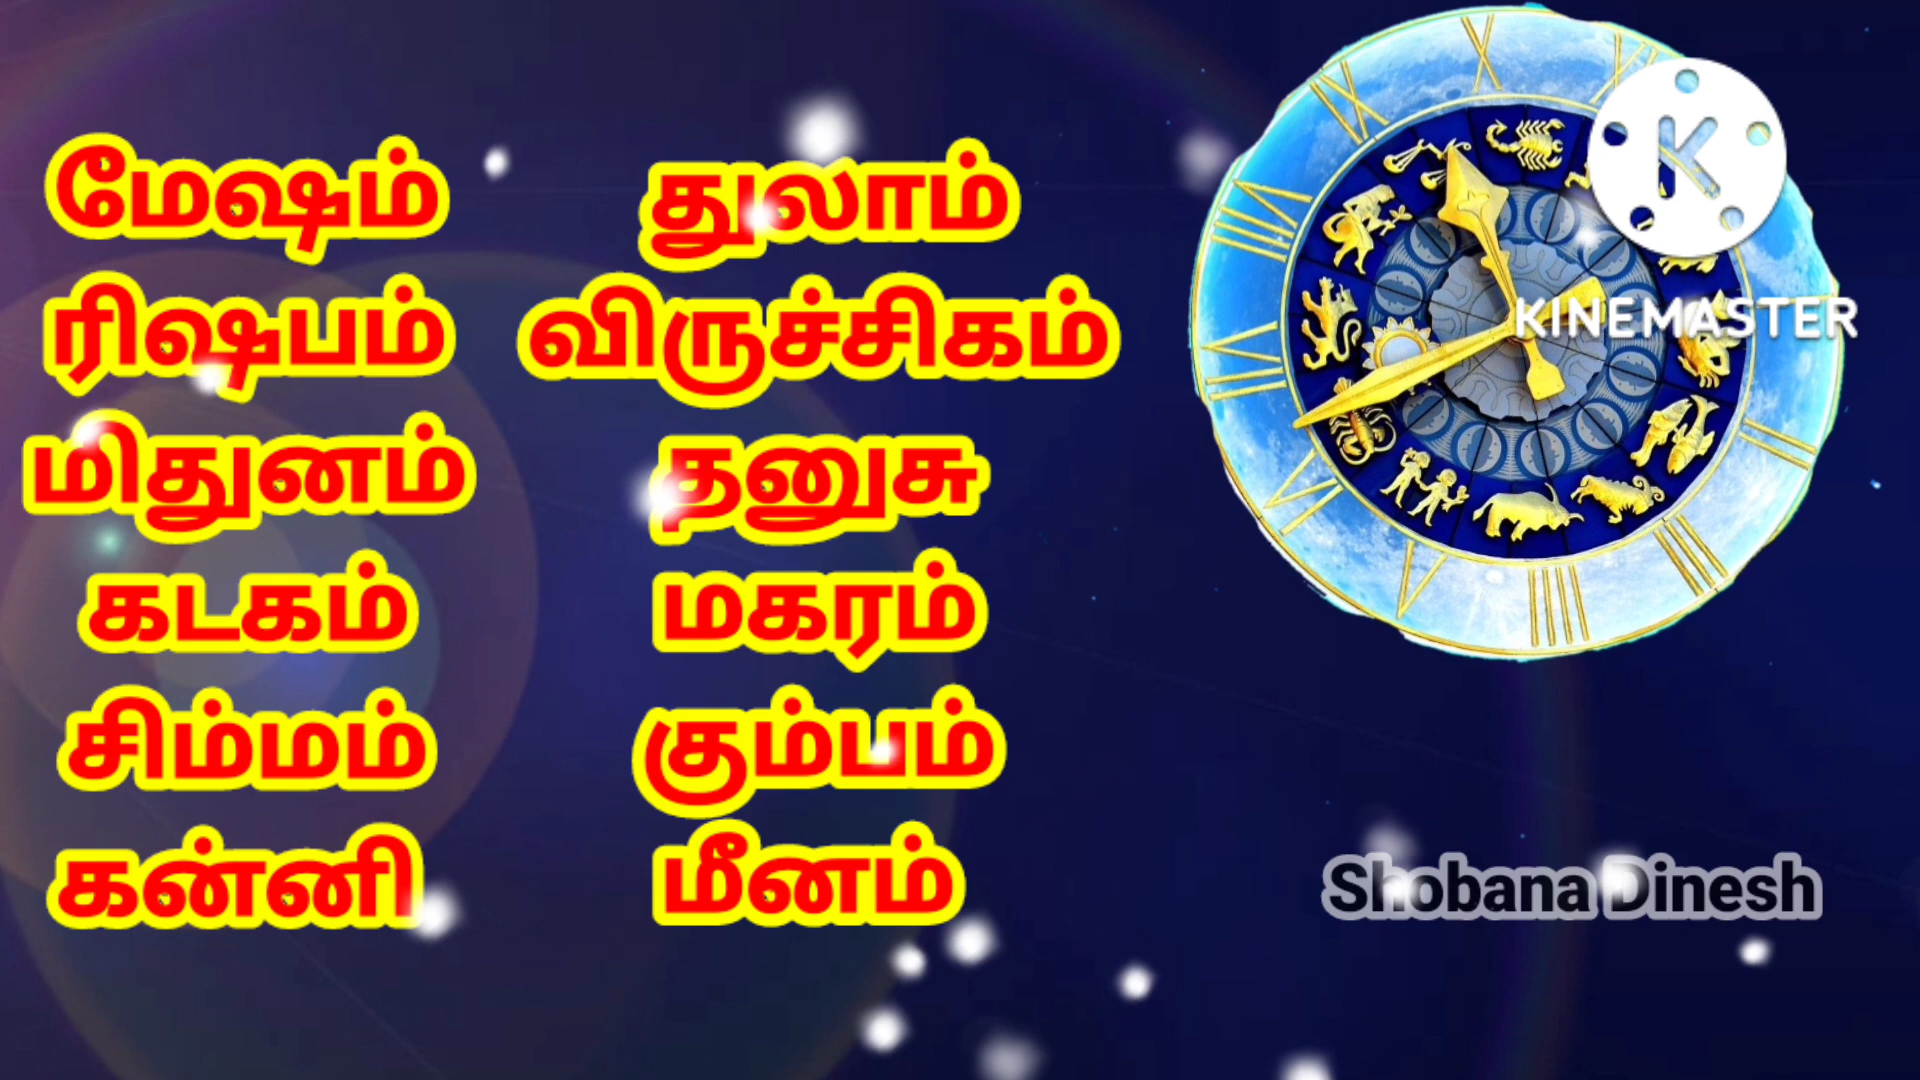 மேஷம்
ரிஷபம்
மிதுனம்
கடகம்
சிம்மம்
கன்னி
துலாம்
விருச்சிகம்
தனுசு
மகரம்
கும்பம்
மீனம்
K
KINEMASTER
Shobana Dinesh